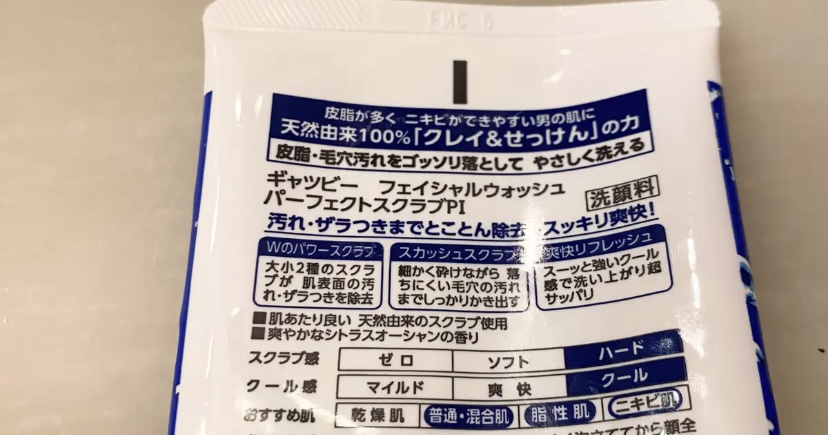 EMC 6
皮脂が多く ニキビができやすい男の肌に
天然由来100%「クレイ&せっけん」の力
皮脂・毛穴汚れをゴッソリ落として やさしく洗える
ギャツビー フェイシャルウォッシュ
パーフェクトスクラブPI
洗顔料
汚れ・ザラつきまでとことん除去 スッキリ爽快!
Wのパワースクラブ
大小2種のスクラ
ブが 肌表面の汚
れ・ザラつきを除去
スカッシュスクラブ
細かく砕けながら 落
ちにくい毛穴の汚れ
までしっかりかき出す
爽快リフレッシュ
スーッと強いクール
感で洗い上がり超
サッパリ
■肌あたり良い 天然由来のスクラブ使用
■爽やかなシトラスオーシャンの香り
スクラブ感 ゼロ ソフト ハード
クール感 マイルド 爽快 クール
おすすめ肌 乾燥肌 普通・混合肌 脂性肌 ニキビ肌
泡立ててから顔全